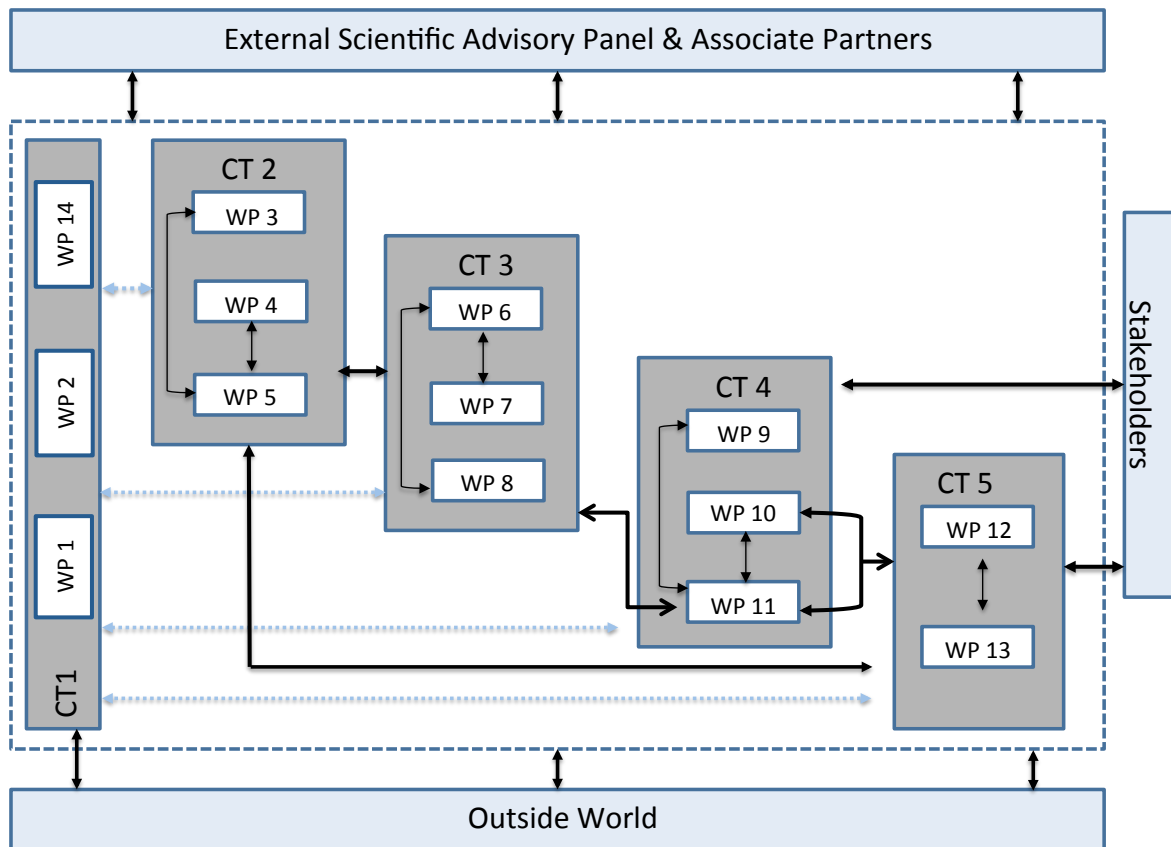 External Scientific Advisory Panel & Associate Partners
WP 14
WP 2
WP 1
CT1
CT 2
WP 3
WP 4
WP 5
CT 3
WP 6
WP 7
WP 8
CT 4
WP 9
WP 10
WP 11
CT 5
WP 12
WP 13
Stakeholders
Outside World